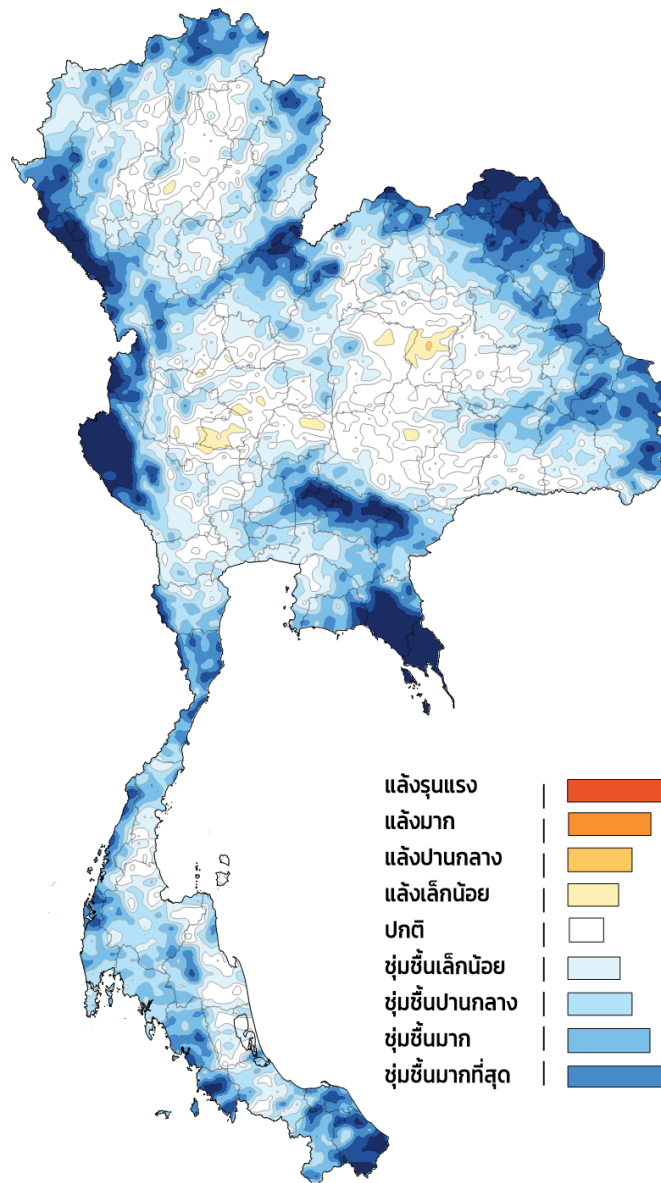 แล้งรุนแรง
แล้งมาก
แล้งปานกลาง
แล้งเล็กน้อย
ปกติ
ชุ่มชื้นเล็กน้อย
ชุ่มชื้นปานกลาง
ชุ่มชื้นมาก
ชุ่มชื้นมากที่สุด